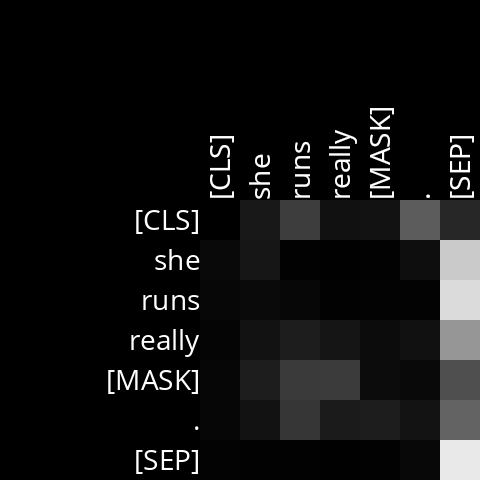 [CLS] she runs really [MASK] . [SEP]
[CLS]
she
runs
really
[MASK]
.
[SEP]